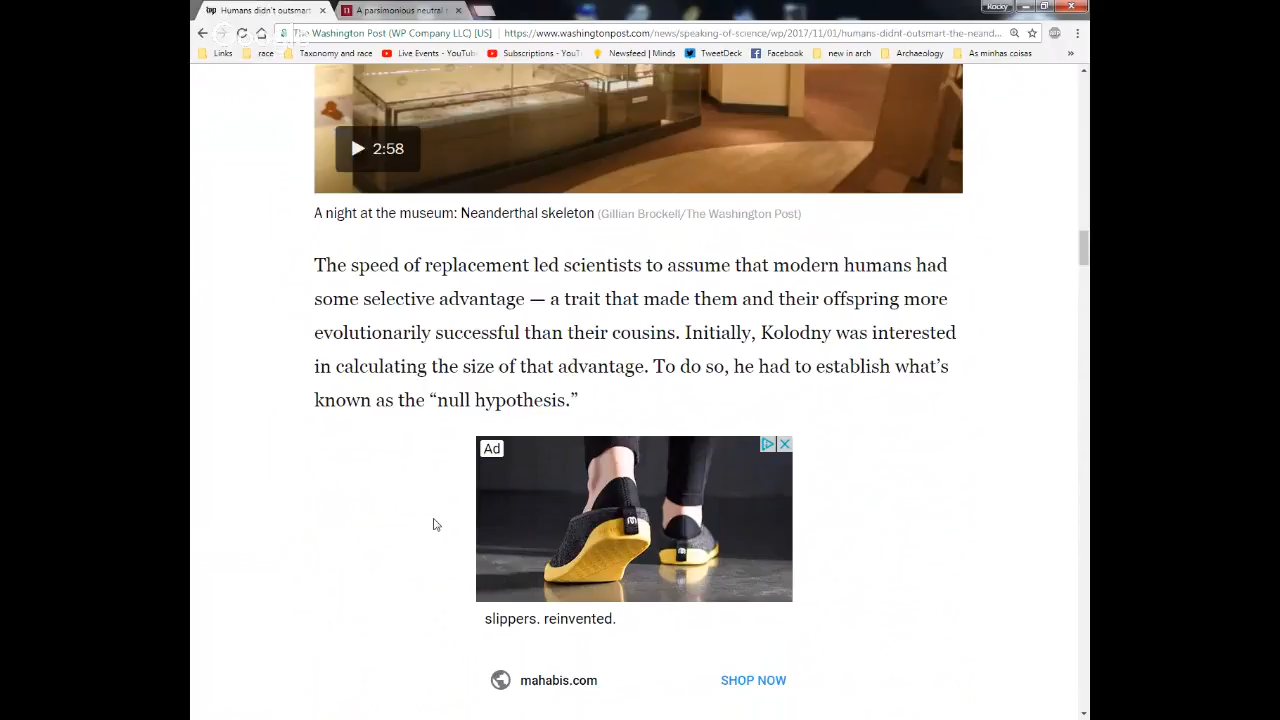 Humans didn't outsmart
A parsimonious neutral
Rocky
The Washington Post (WP Company LLC) [US]
https://www.washingtonpost.com/news/speaking-of-science/wp/2017/11/01/humans-didnt-outsmart-the-neand...
Links
race
Taxonomy and race
Live Events - YouTube
Subscriptions - YouT
Newsfeed | Minds
TweetDeck
Facebook
new in arch
Archaeology
As minhas coisas
»
2:58
A night at the museum: Neanderthal skeleton (Gillian Brockell/The Washington Post)
The speed of replacement led scientists to assume that modern humans had
some selective advantage — a trait that made them and their offspring more
evolutionarily successful than their cousins. Initially, Kolodny was interested
in calculating the size of that advantage. To do so, he had to establish what's
known as the “null hypothesis.”
Ad
slippers. reinvented.
mahabis.com
SHOP NOW